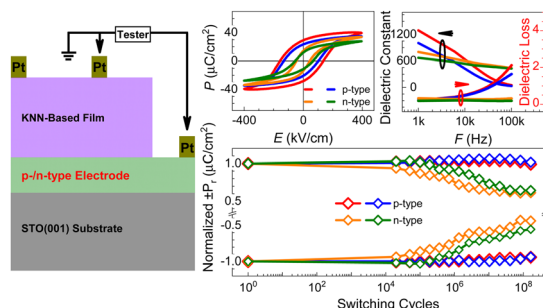 Tester
Pt
Pt
Pt
KNN-Based Film
p-/n-type Electrode
STO(001) Substrate
P (μC/cm²)
40
0
-40
-400
0
400
E (kV/cm)
p-type
n-type
Dielectric Constant
1200
600
0
1k
10k
100k
F (Hz)
4
2
0
Dielectric Loss
Normalized ±Pᵣ (μC/cm²)
1.0
0.5
-0.5
-1.0
p-type
n-type
10⁰
10²
10⁴
10⁶
10⁸
Switching Cycles